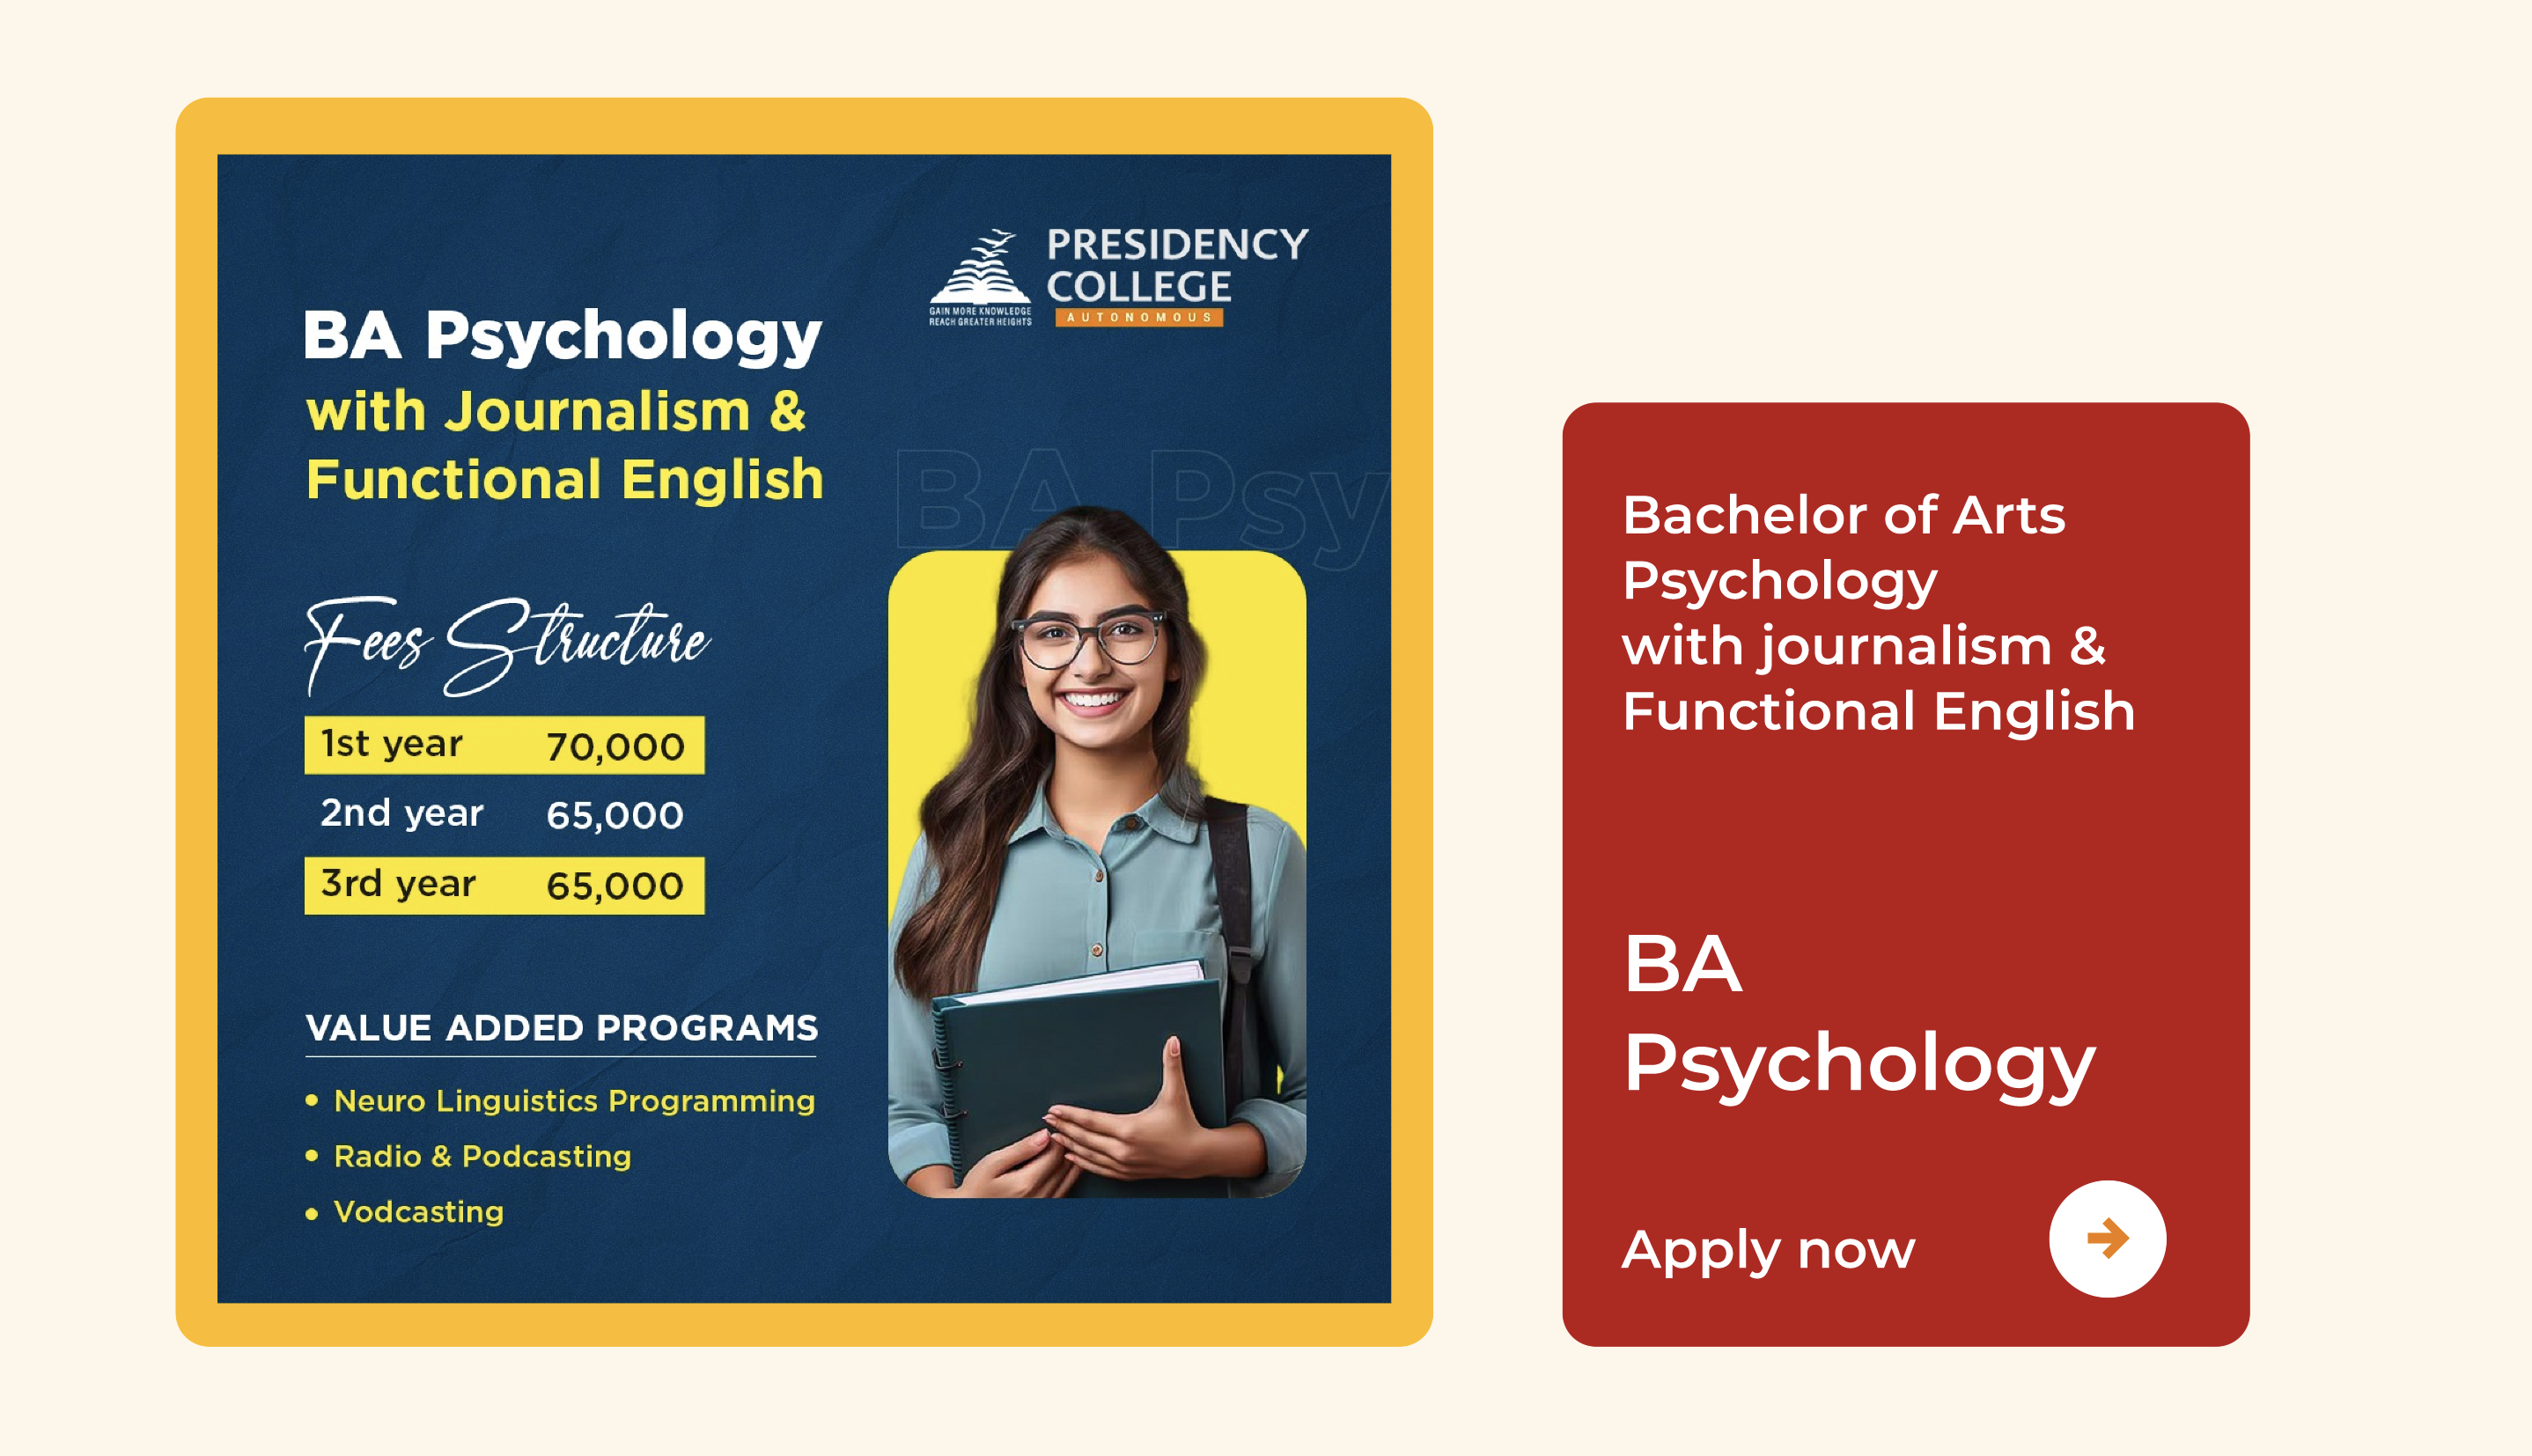 PRESIDENCY
COLLEGE
AUTONOMOUS
GAIN MORE KNOWLEDGE
REACH GREATER HEIGHTS
BA Psychology
with Journalism &
Functional English
BA Psy
Fees Structure
1st year 70,000
2nd year 65,000
3rd year 65,000
VALUE ADDED PROGRAMS
• Neuro Linguistics Programming
• Radio & Podcasting
• Vodcasting
Bachelor of Arts
Psychology
with journalism &
Functional English
BA
Psychology
Apply now